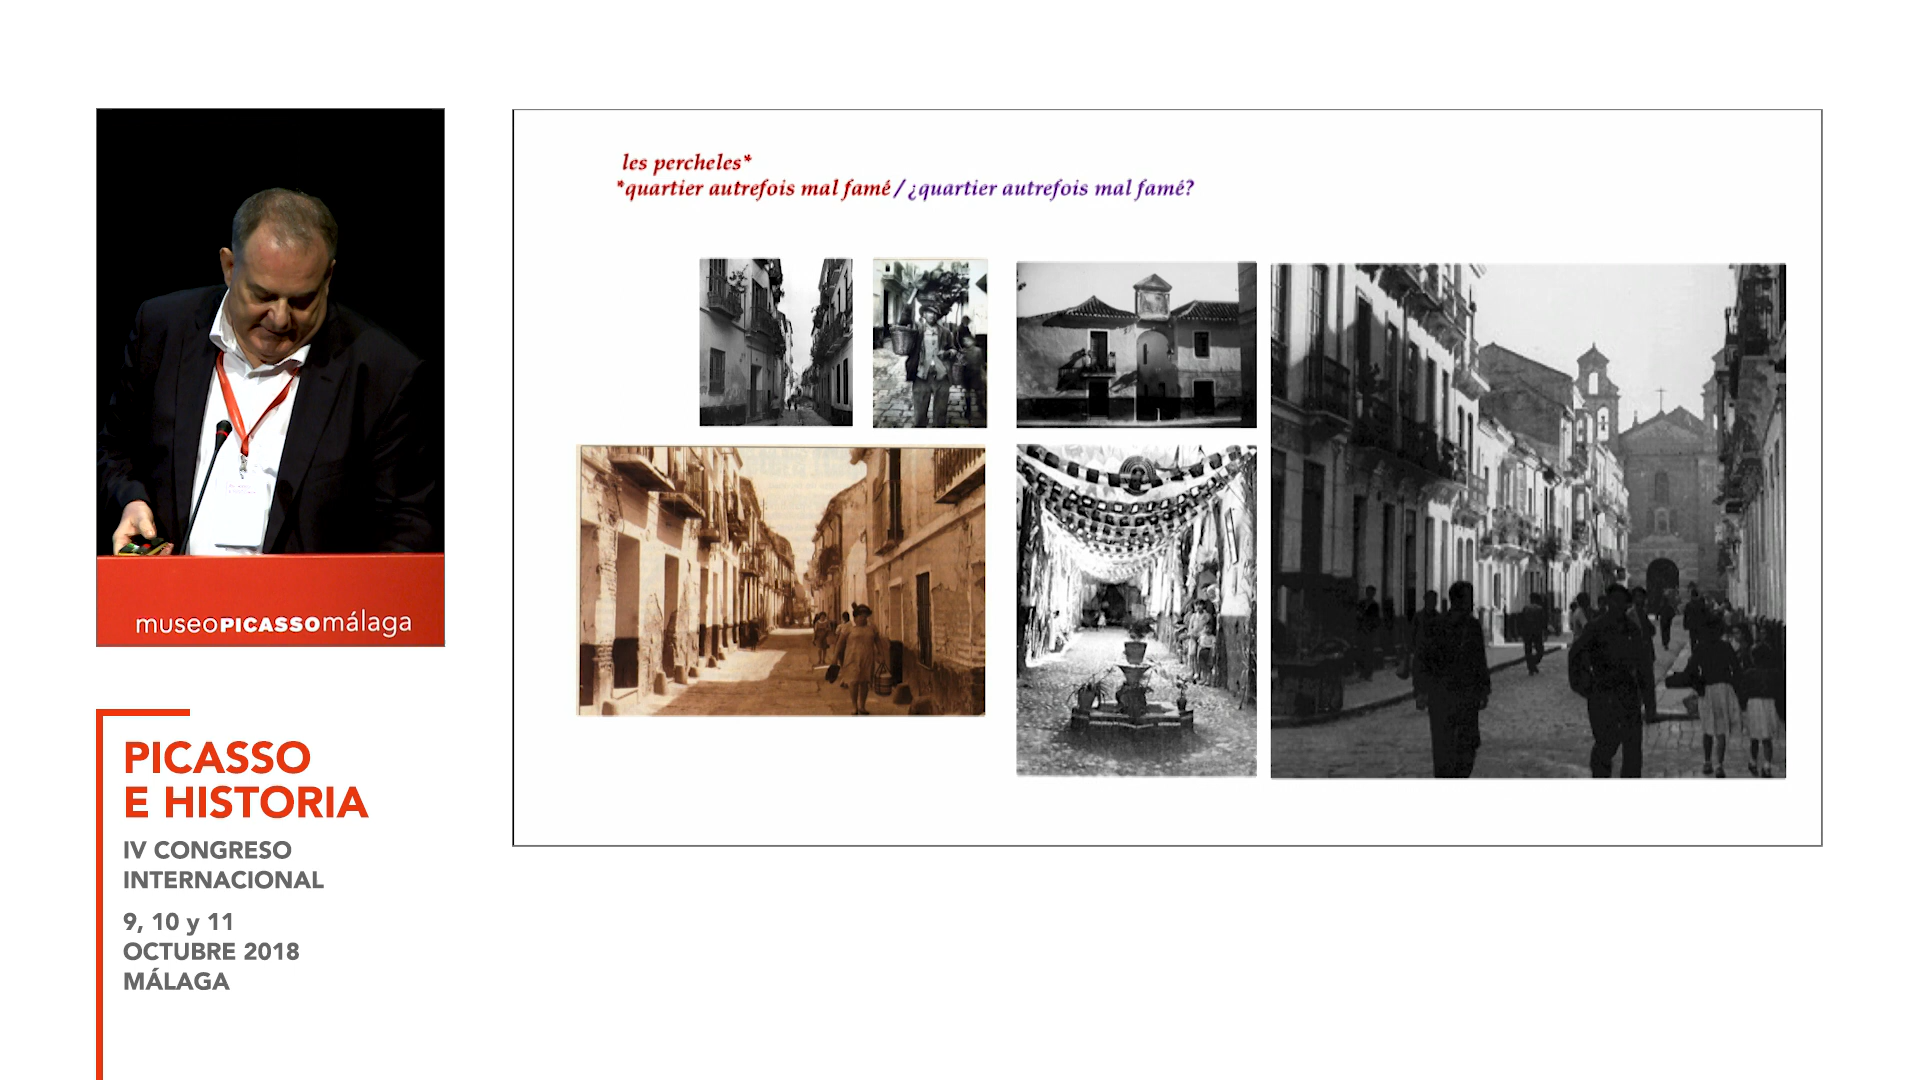 les percheles*
*quartier autrefois mal famé / ¿quartier autrefois mal famé?
museoPICASSOmálaga
PICASSO
E HISTORIA
IV CONGRESO
INTERNACIONAL
9, 10 y 11
OCTUBRE 2018
MÁLAGA